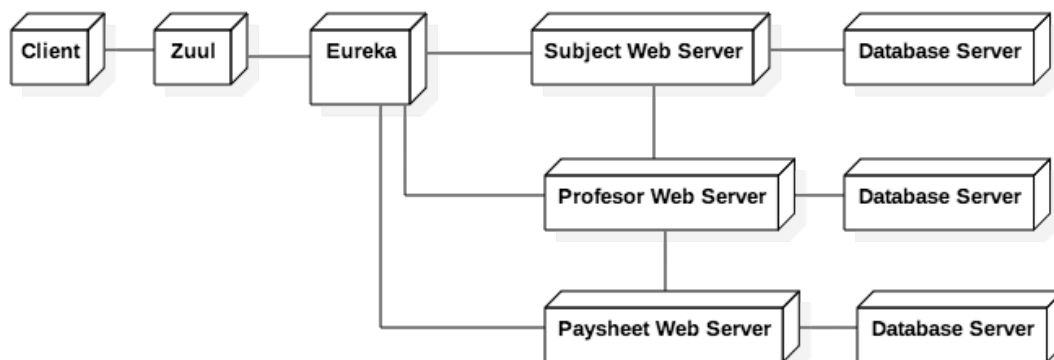 Client
Zuul
Eureka
Subject Web Server
Database Server
Profesor Web Server
Database Server
Paysheet Web Server
Database Server